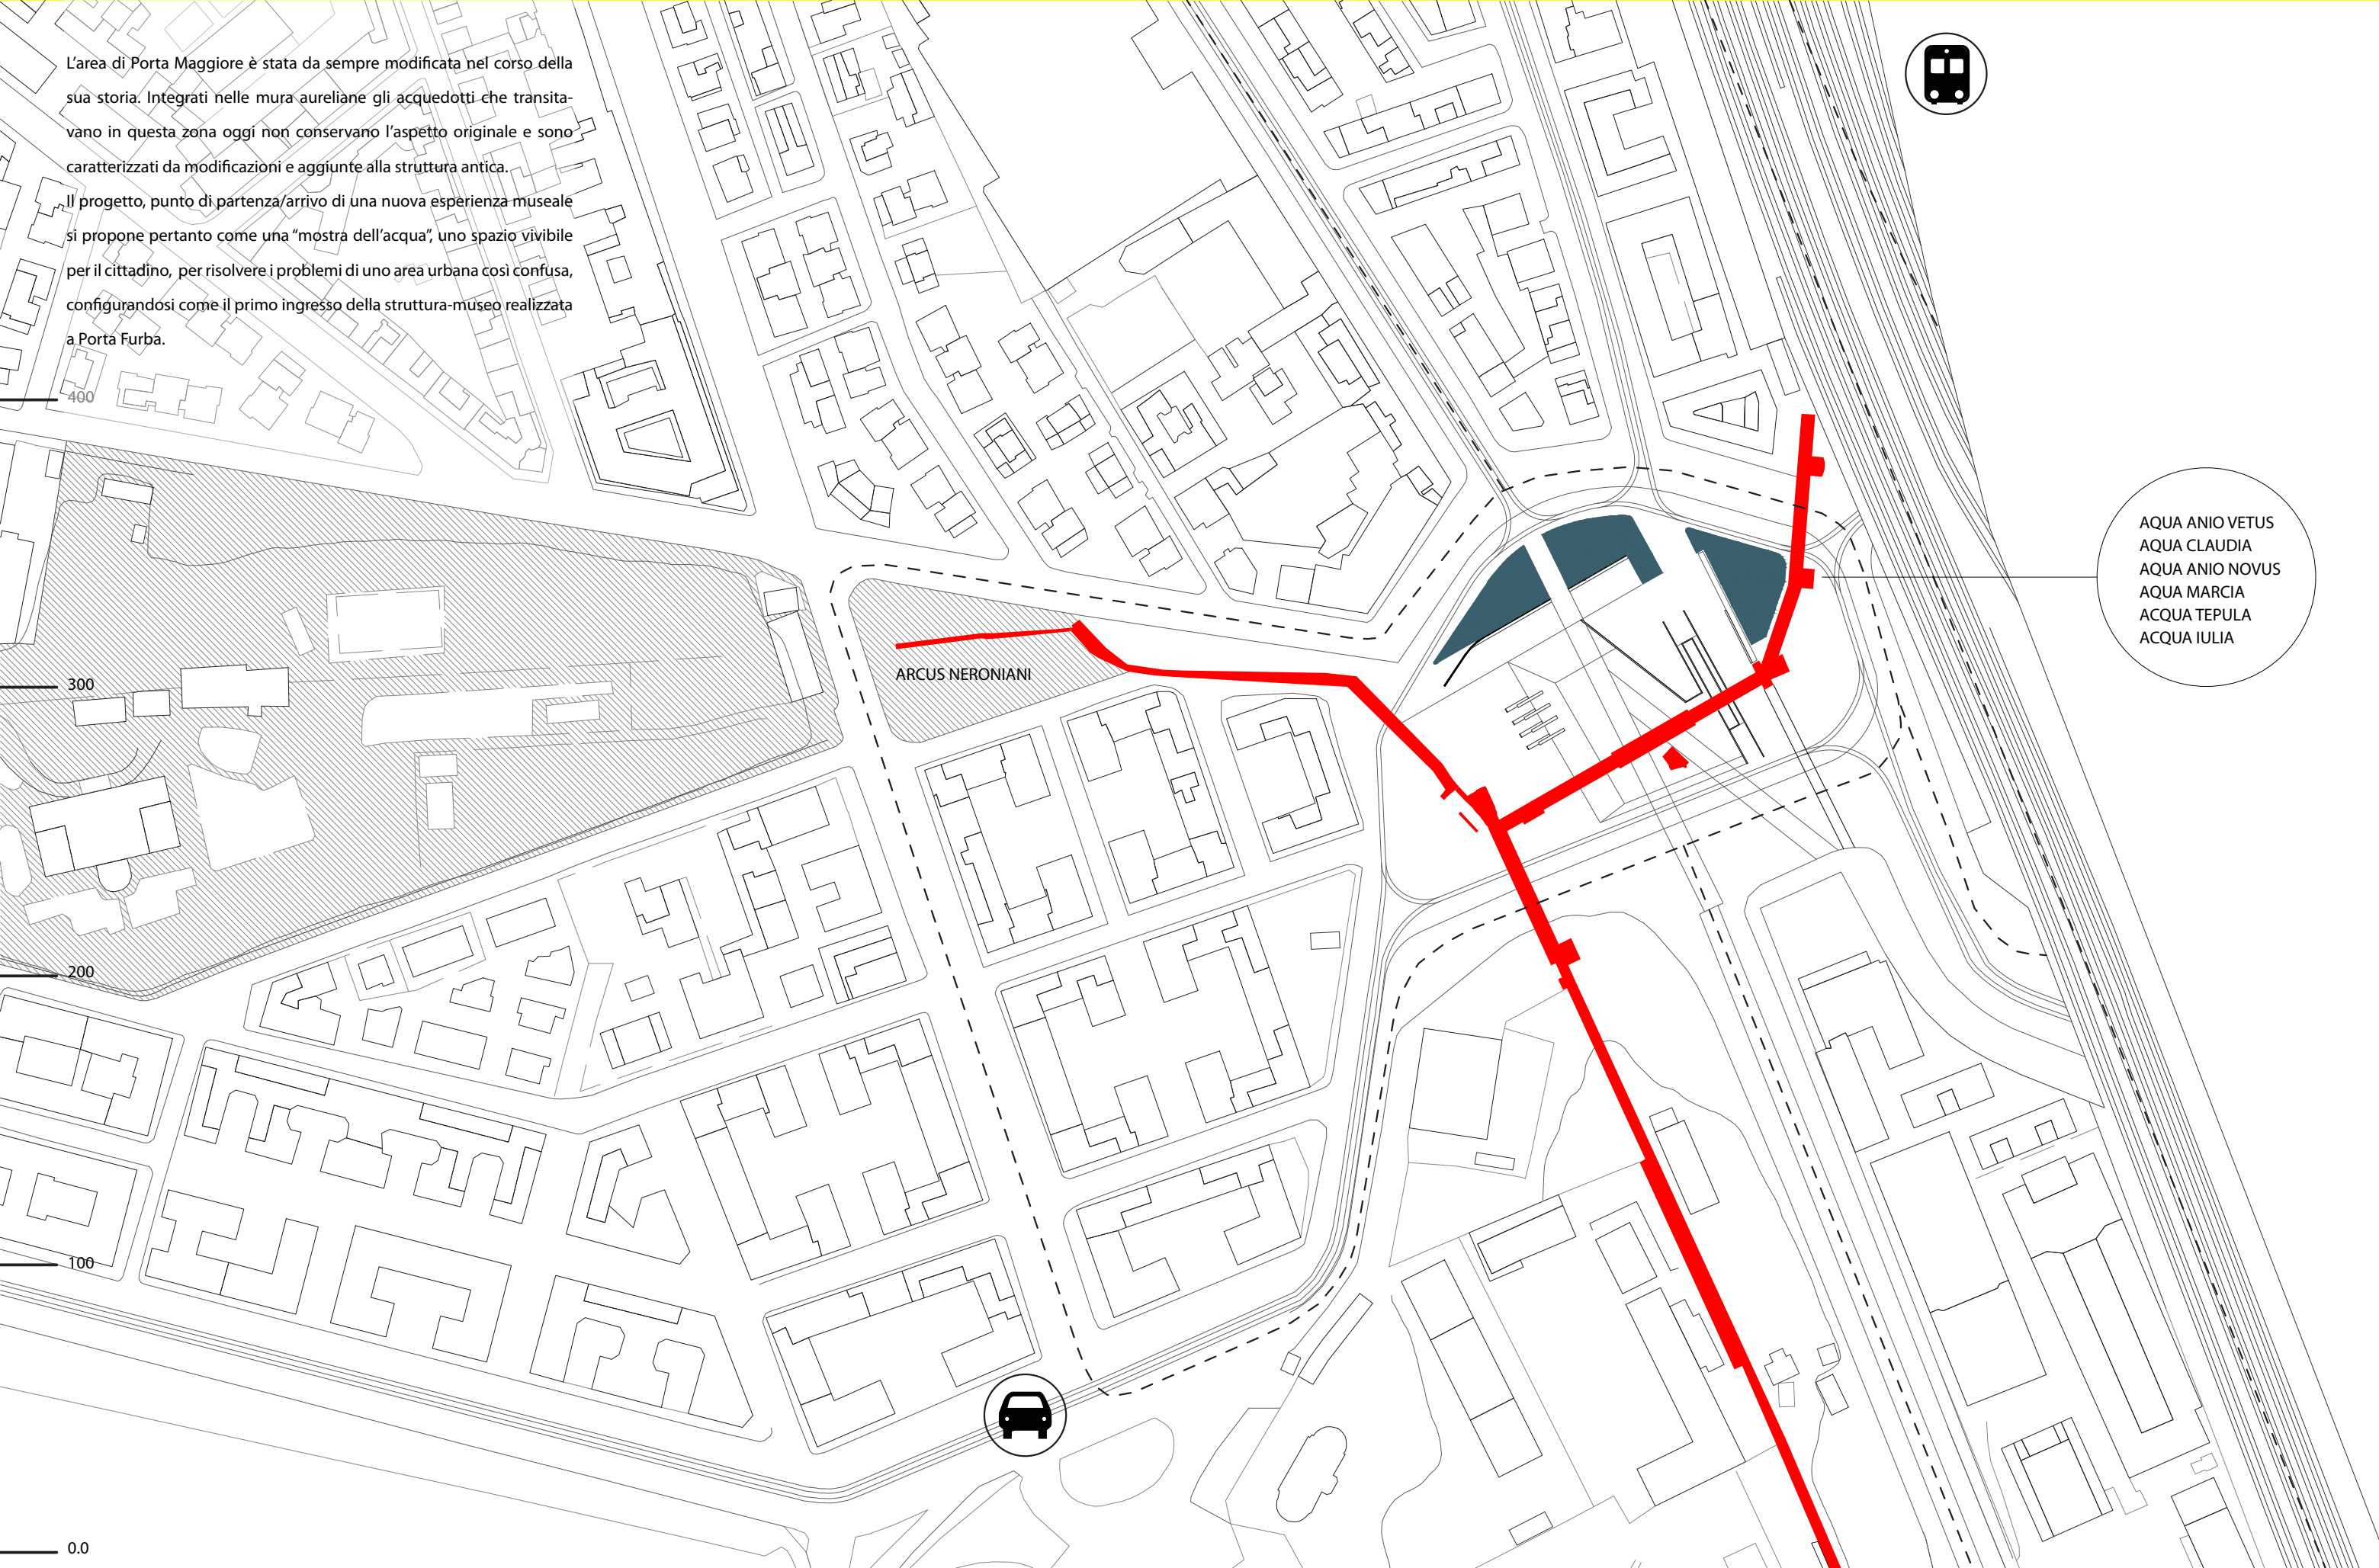 L’area di Porta Maggiore è stata da sempre modificata nel corso della
sua storia. Integrati nelle mura aureliane gli acquedotti che transita-
vano in questa zona oggi non conservano l’aspetto originale e sono
caratterizzati da modificazioni e aggiunte alla struttura antica.
Il progetto, punto di partenza/arrivo di una nuova esperienza museale
si propone pertanto come una “mostra dell’acqua”, uno spazio vivibile
per il cittadino, per risolvere i problemi di uno area urbana così confusa,
configurandosi come il primo ingresso della struttura-museo realizzata
a Porta Furba.
400
300
200
100
0.0
ARCUS NERONIANI
AQUA ANIO VETUS
AQUA CLAUDIA
AQUA ANIO NOVUS
AQUA MARCIA
ACQUA TEPULA
ACQUA IULIA